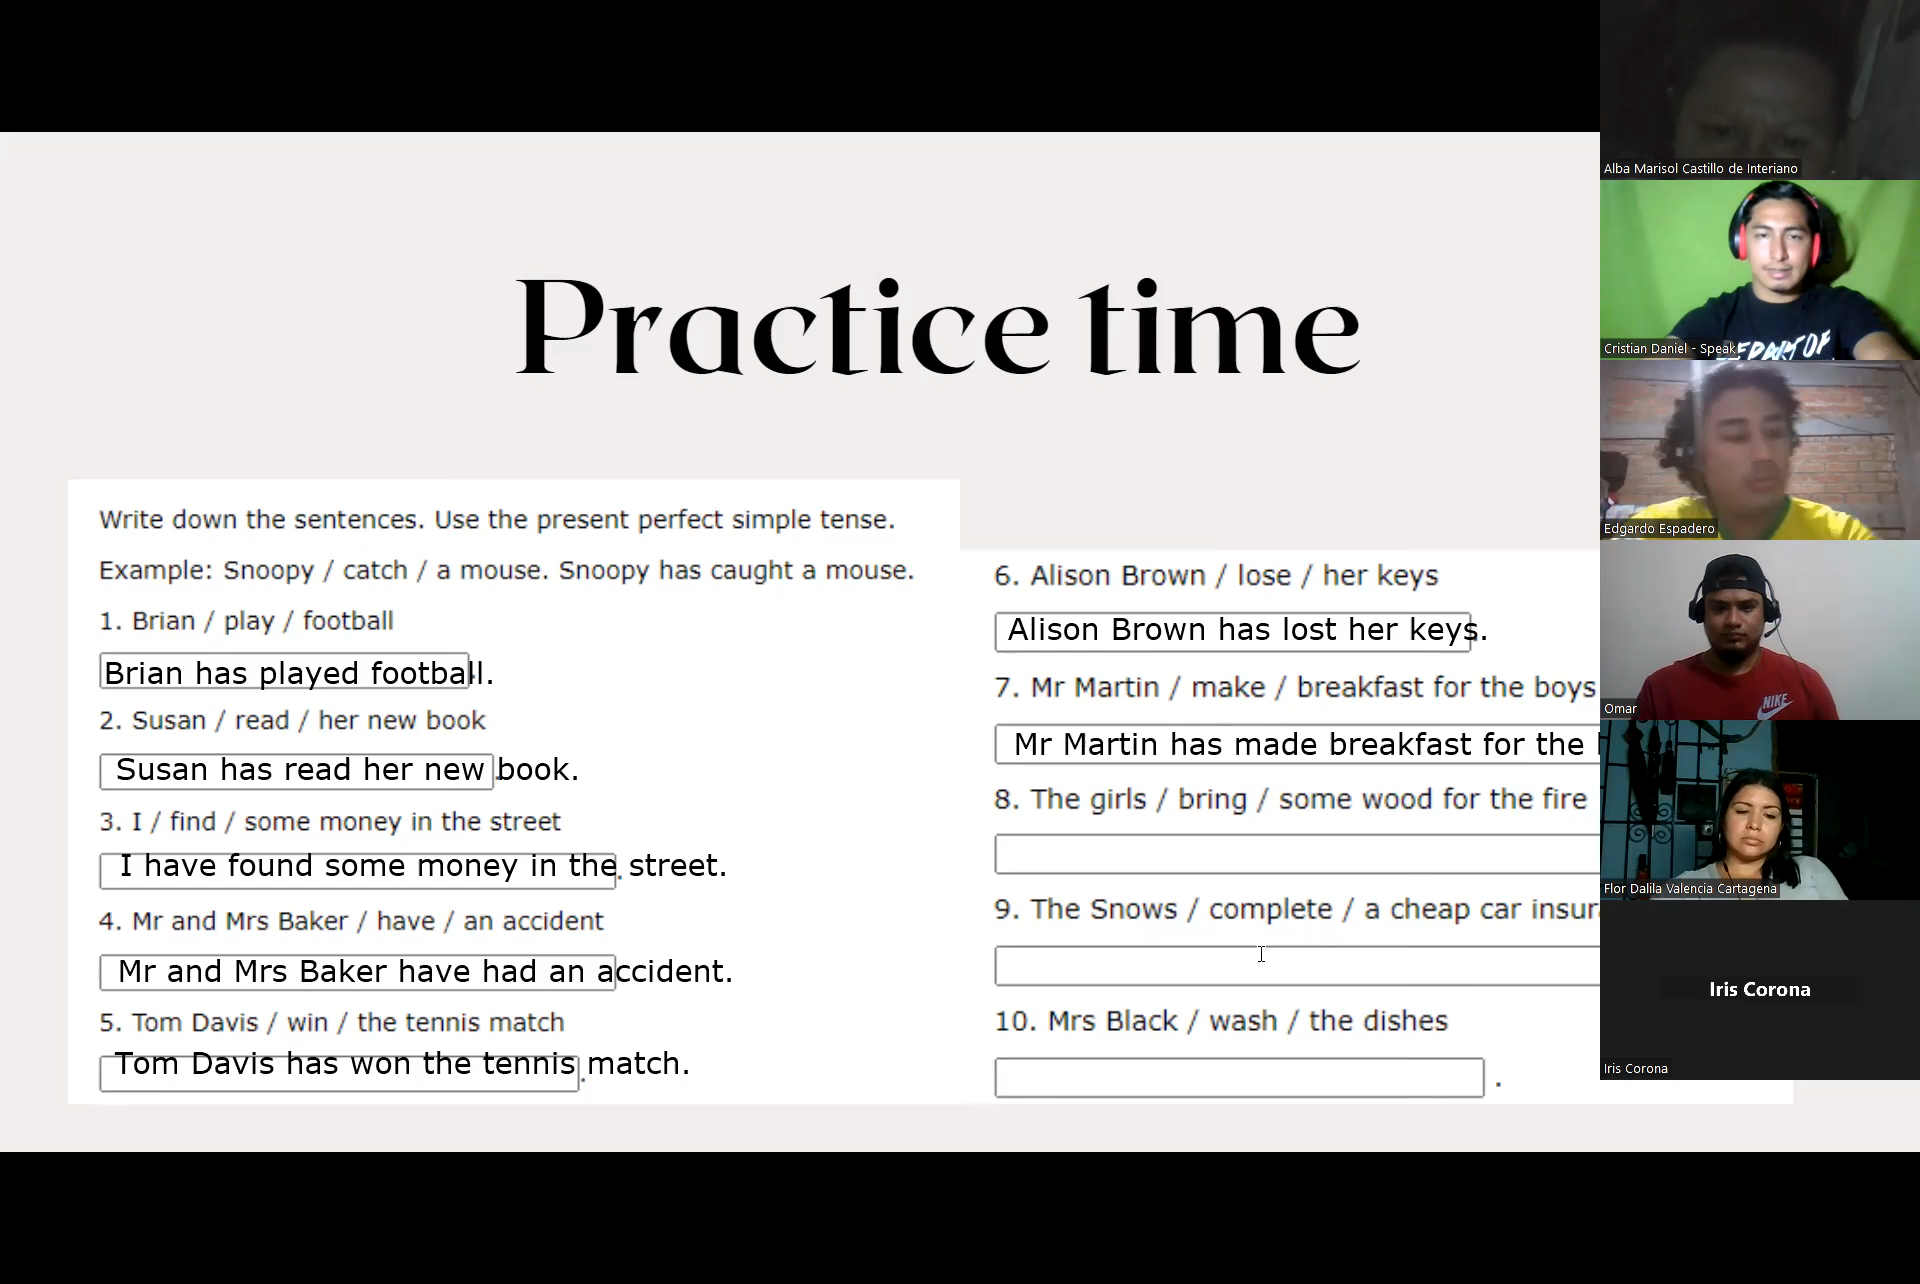 Practice time
Write down the sentences. Use the present perfect simple tense.
Example: Snoopy / catch / a mouse. Snoopy has caught a mouse.
1. Brian / play / football
Brian has played football.
2. Susan / read / her new book
Susan has read her new book.
3. I / find / some money in the street
I have found some money in the street.
4. Mr and Mrs Baker / have / an accident
Mr and Mrs Baker have had an accident.
5. Tom Davis / win / the tennis match
Tom Davis has won the tennis match.
6. Alison Brown / lose / her keys
Alison Brown has lost her keys.
7. Mr Martin / make / breakfast for the boys
Mr Martin has made breakfast for the
8. The girls / bring / some wood for the fire
9. The Snows / complete / a cheap car
10. Mrs Black / wash / the dishes
.
Alba Marisol Castillo de Interiano
Cristian Daniel - Speak
Edgardo Espadero
NIKE
Omar
Flor Dalila Valencia Cartagena
Iris Corona
Iris Corona